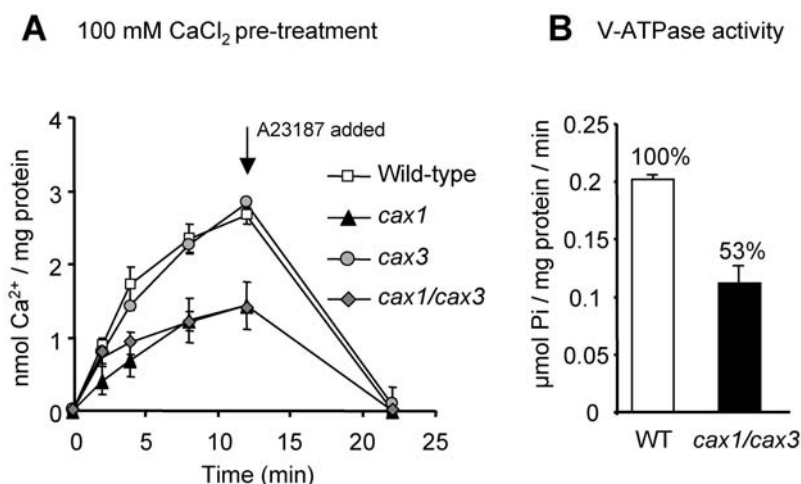 A 100 mM CaCl₂ pre-treatment
nmol Ca²⁺ / mg protein
4
3
2
1
0
A23187 added
Wild-type
cax1
cax3
cax1/cax3
0 5 10 15 20 25
Time (min)
B V-ATPase activity
µmol Pi / mg protein / min
0.25
0.2
0.15
0.1
0.05
0
100%
53%
WT cax1/cax3